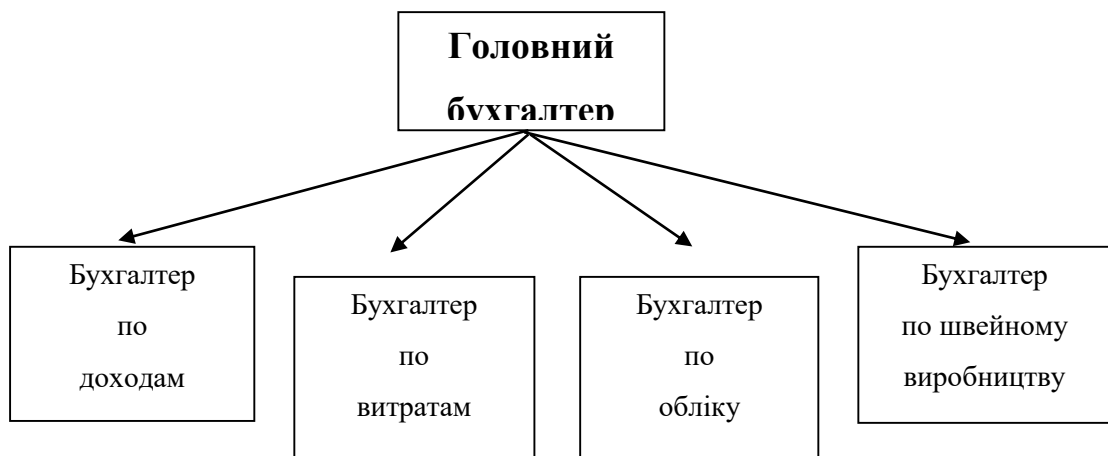 Головний
бухгалтер
Бухгалтер
по
доходам
Бухгалтер
по
витратам
Бухгалтер
по
обліку
Бухгалтер
по швейному
виробництву